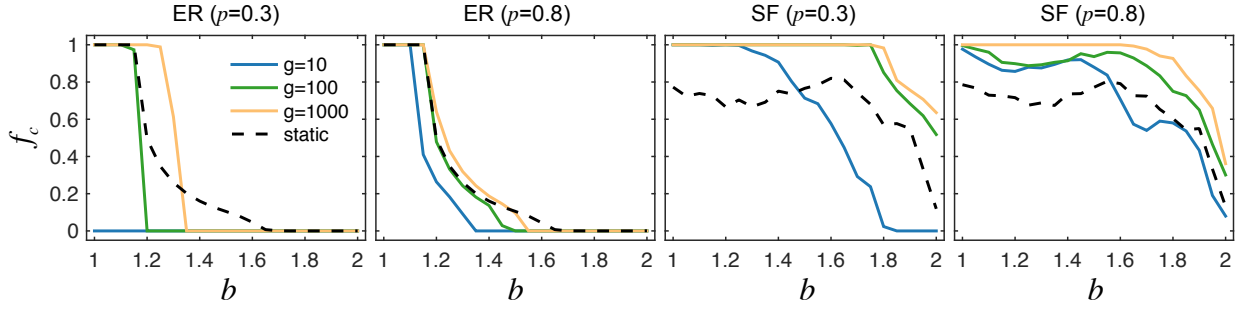 ER (p=0.3) ER (p=0.8) SF (p=0.3) SF (p=0.8)
1
0.8
0.6
0.4
0.2
0
f_c
g=10
g=100
g=1000
static
1 1.2 1.4 1.6 1.8 2 1 1.2 1.4 1.6 1.8 2 1 1.2 1.4 1.6 1.8 2 1 1.2 1.4 1.6 1.8 2
b b b b